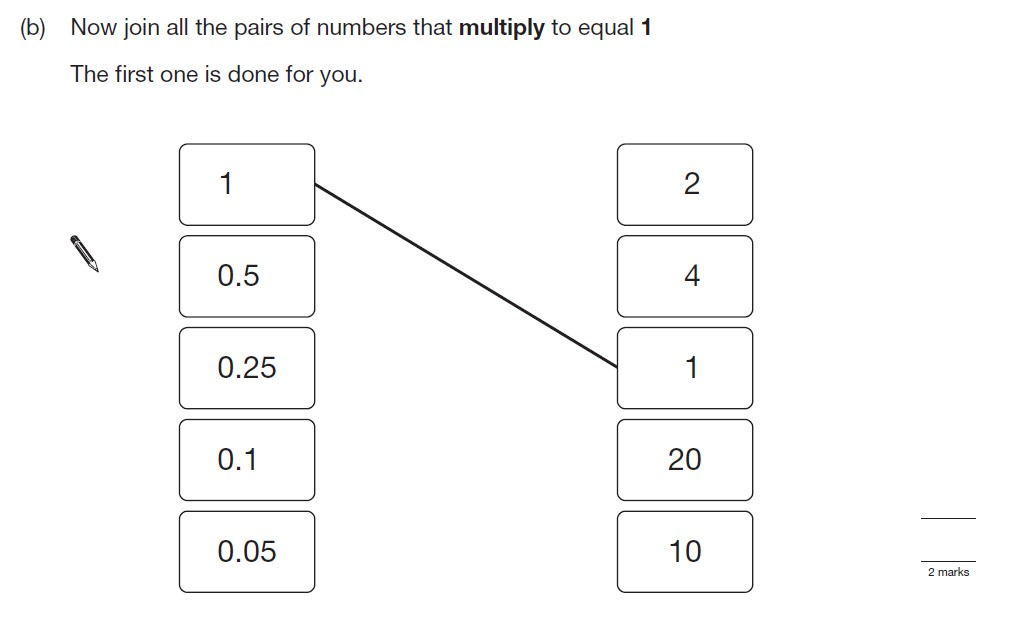 (b) Now join all the pairs of numbers that multiply to equal 1
The first one is done for you.
1 2
0.5 4
0.25 1
0.1 20
0.05 10
2 marks